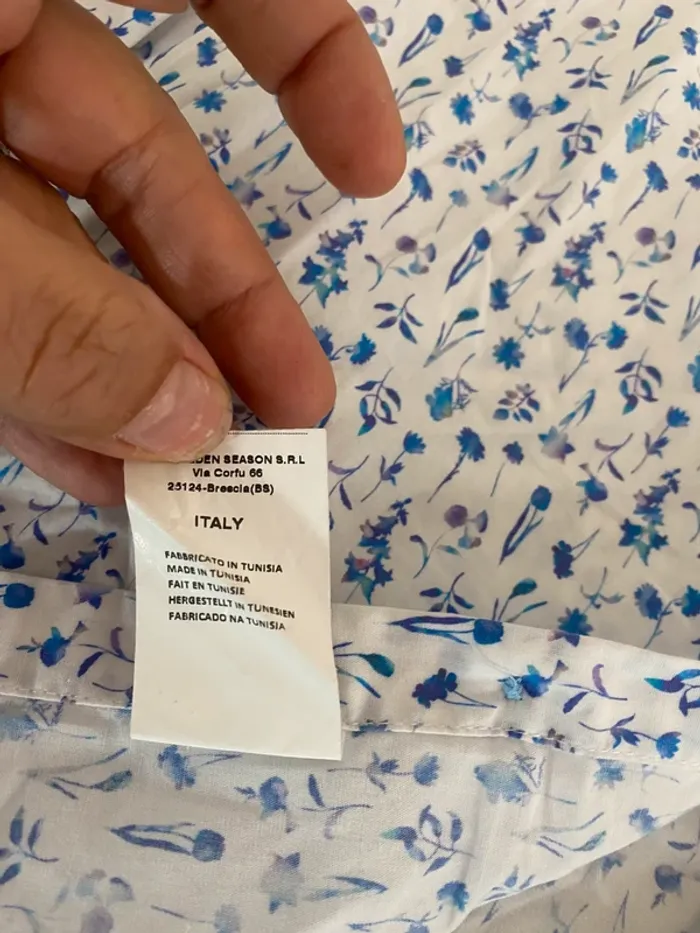 SEASON S.R.L
Via Corfu 66
25124-Brescia(BS)
ITALY
FABBRICATO IN TUNISIA
MADE IN TUNISIA
FAIT EN TUNISIE
HERGESTELLT IN TUNESIEN
FABRICADO NA TUNISIA